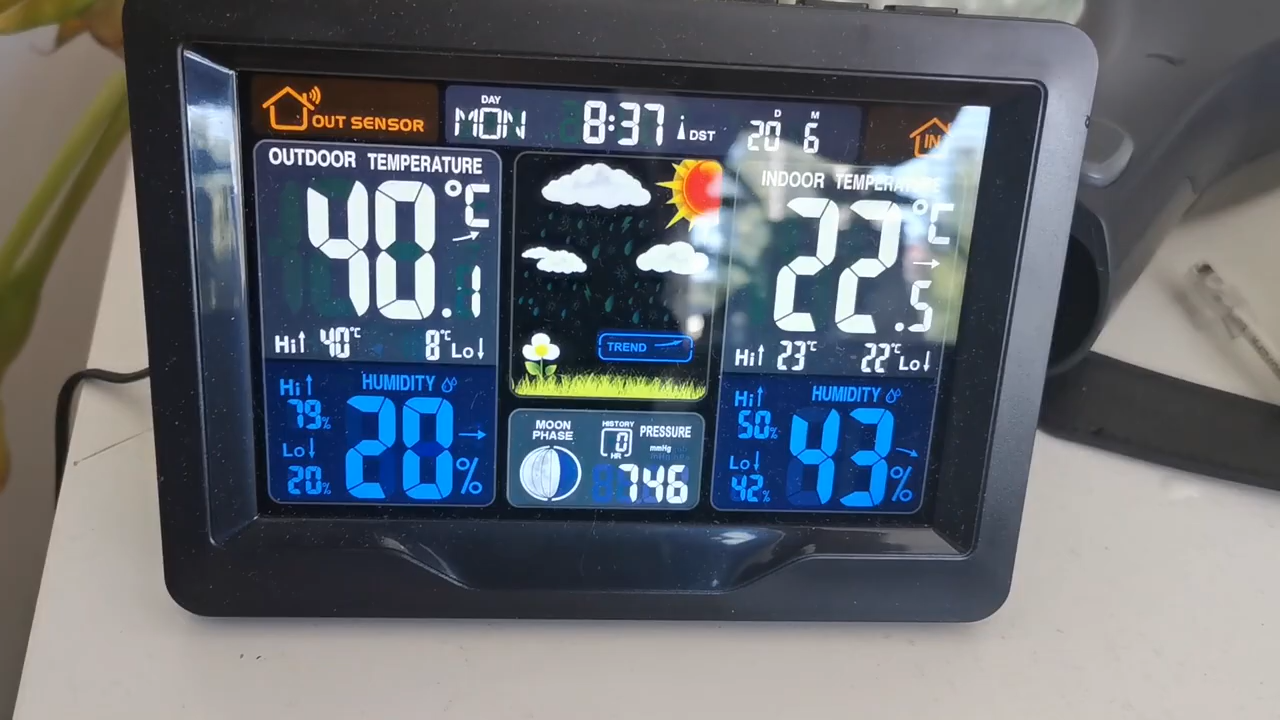 OUT SENSOR
DAY
MON
8:37
DST
D M
20 6
IN
OUTDOOR TEMPERATURE
40.1 °C
Hi 40°C 8°C Lo
HUMIDITY
Hi
79%
Lo
20%
20%
TREND
MOON PHASE
HISTORY
0
HR
PRESSURE
mmHg
746
INDOOR TEMPERATURE
22.5 °C
Hi 23°C 22°C Lo
HUMIDITY
Hi
50%
Lo
42%
43%